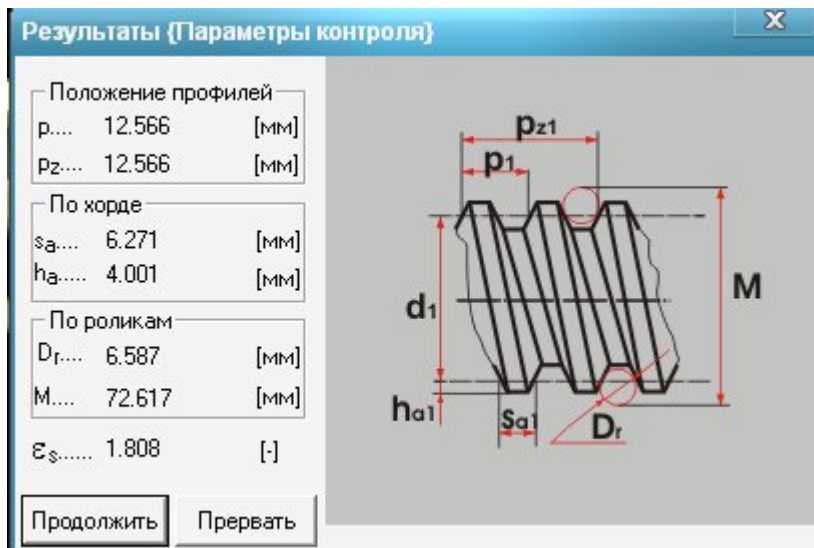 Результаты {Параметры контроля}
X
Положение профилей
p.... 12.566 [мм]
pz.... 12.566 [мм]
По хорде
sa.... 6.271 [мм]
ha.... 4.001 [мм]
По роликам
Dr.... 6.587 [мм]
M.... 72.617 [мм]
εs...... 1.808 [-]
Продолжить Прервать
pz1
p1
d1
M
ha1
sa1
Dr